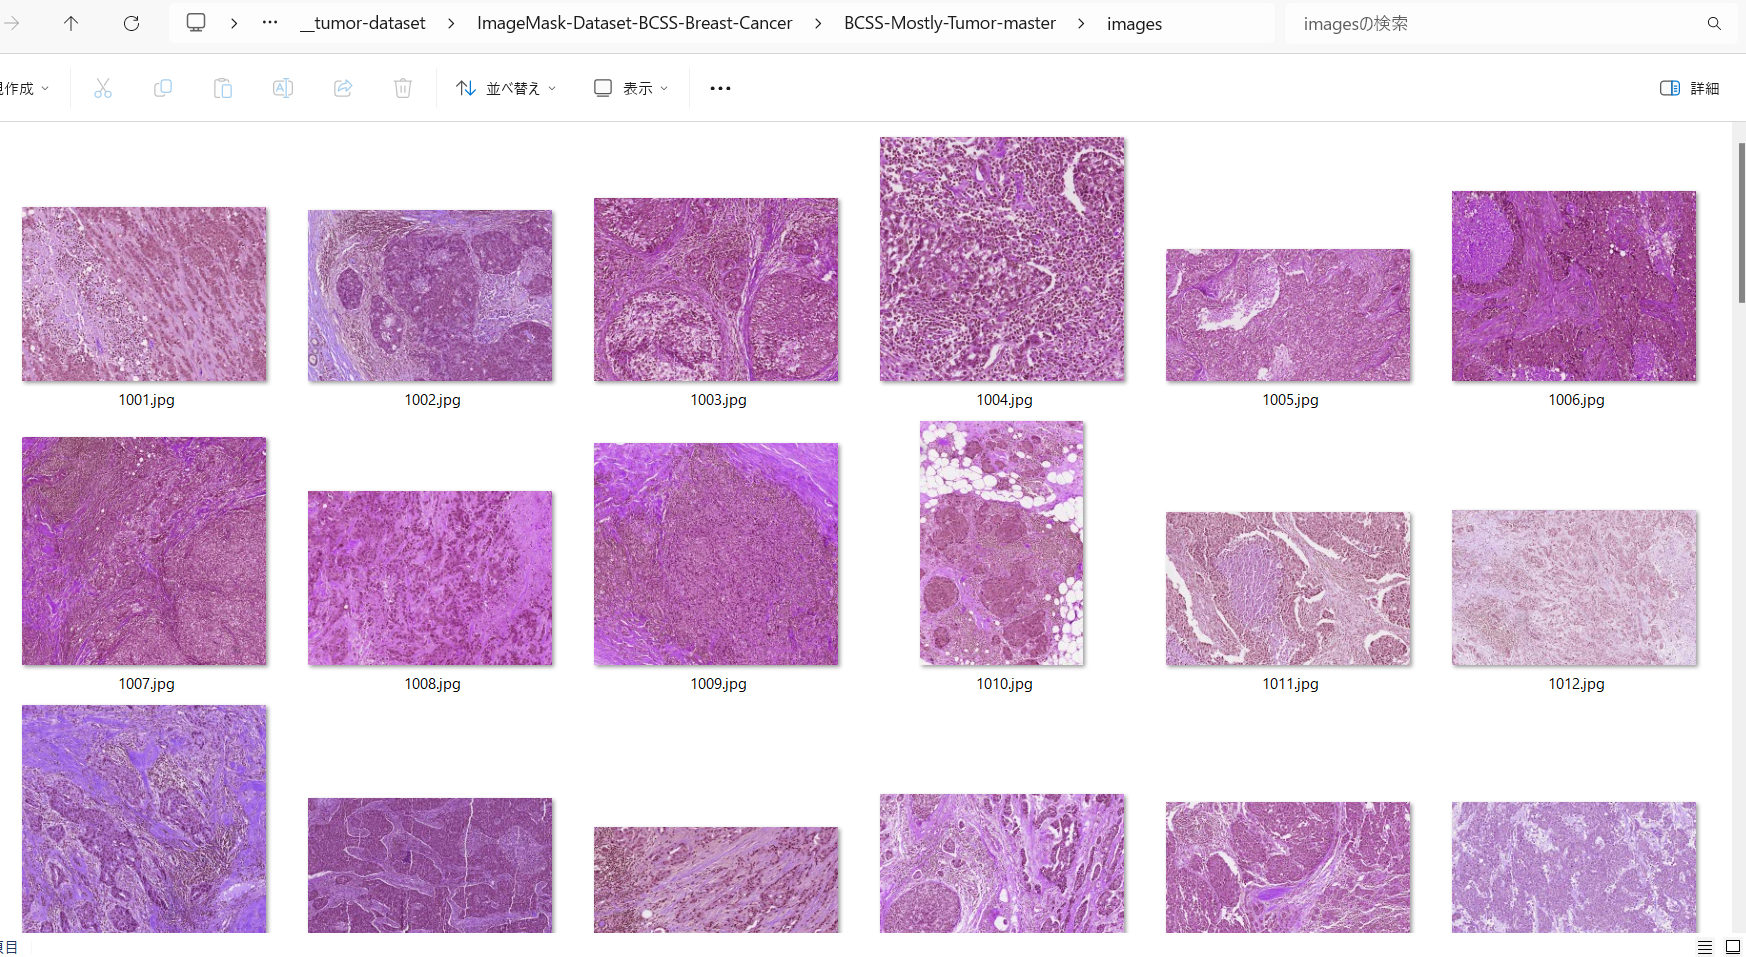 … __tumor-dataset > ImageMask-Dataset-BCSS-Breast-Cancer > BCSS-Mostly-Tumor-master > images
imagesの検索
作成
並べ替え
表示
詳細
1001.jpg 1002.jpg 1003.jpg 1004.jpg 1005.jpg 1006.jpg
1007.jpg 1008.jpg 1009.jpg 1010.jpg 1011.jpg 1012.jpg
目